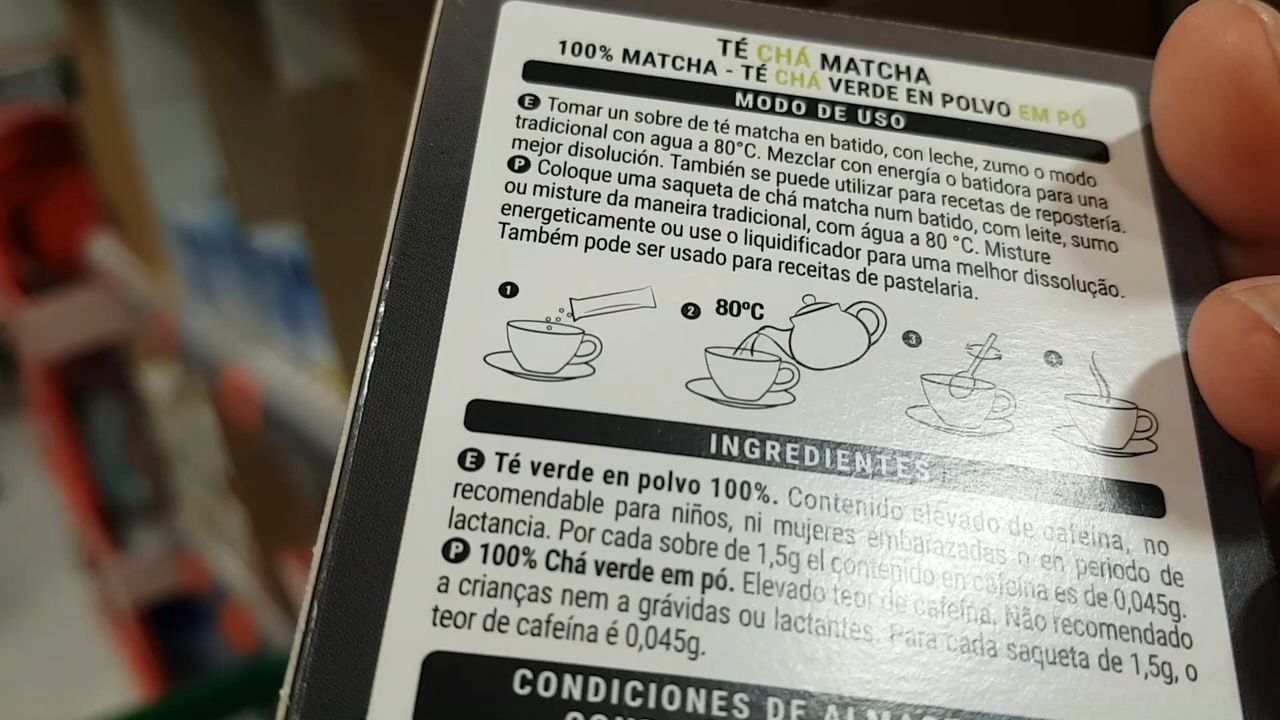 TÉ CHÁ MATCHA
100% MATCHA - TÉ CHÁ VERDE EN POLVO EM PÓ
MODO DE USO
E Tomar un sobre de té matcha en batido, con leche, zumo o modo
tradicional con agua a 80°C. Mezclar con energía o batidora para una
mejor disolución. También se puede utilizar para recetas de repostería.
P Coloque uma saqueta de chá matcha num batido, com leite, sumo
ou misture da maneira tradicional, com água a 80 °C. Misture
energeticamente ou use o liquidificador para uma melhor dissolução.
Também pode ser usado para receitas de pastelaria.
1 2 80ºC 3 4
INGREDIENTES
E Té verde en polvo 100%. Contenido elevado de cafeína, no
recomendable para niños, ni mujeres embarazadas o en periodo de
lactancia. Por cada sobre de 1,5g el contenido en cafeína es de 0,045g.
P 100% Chá verde em pó. Elevado teor de cafeína. Não recomendado
a crianças nem a grávidas ou lactantes. Para cada saqueta de 1,5g, o
teor de cafeína é 0,045g.
CONDICIONES DE